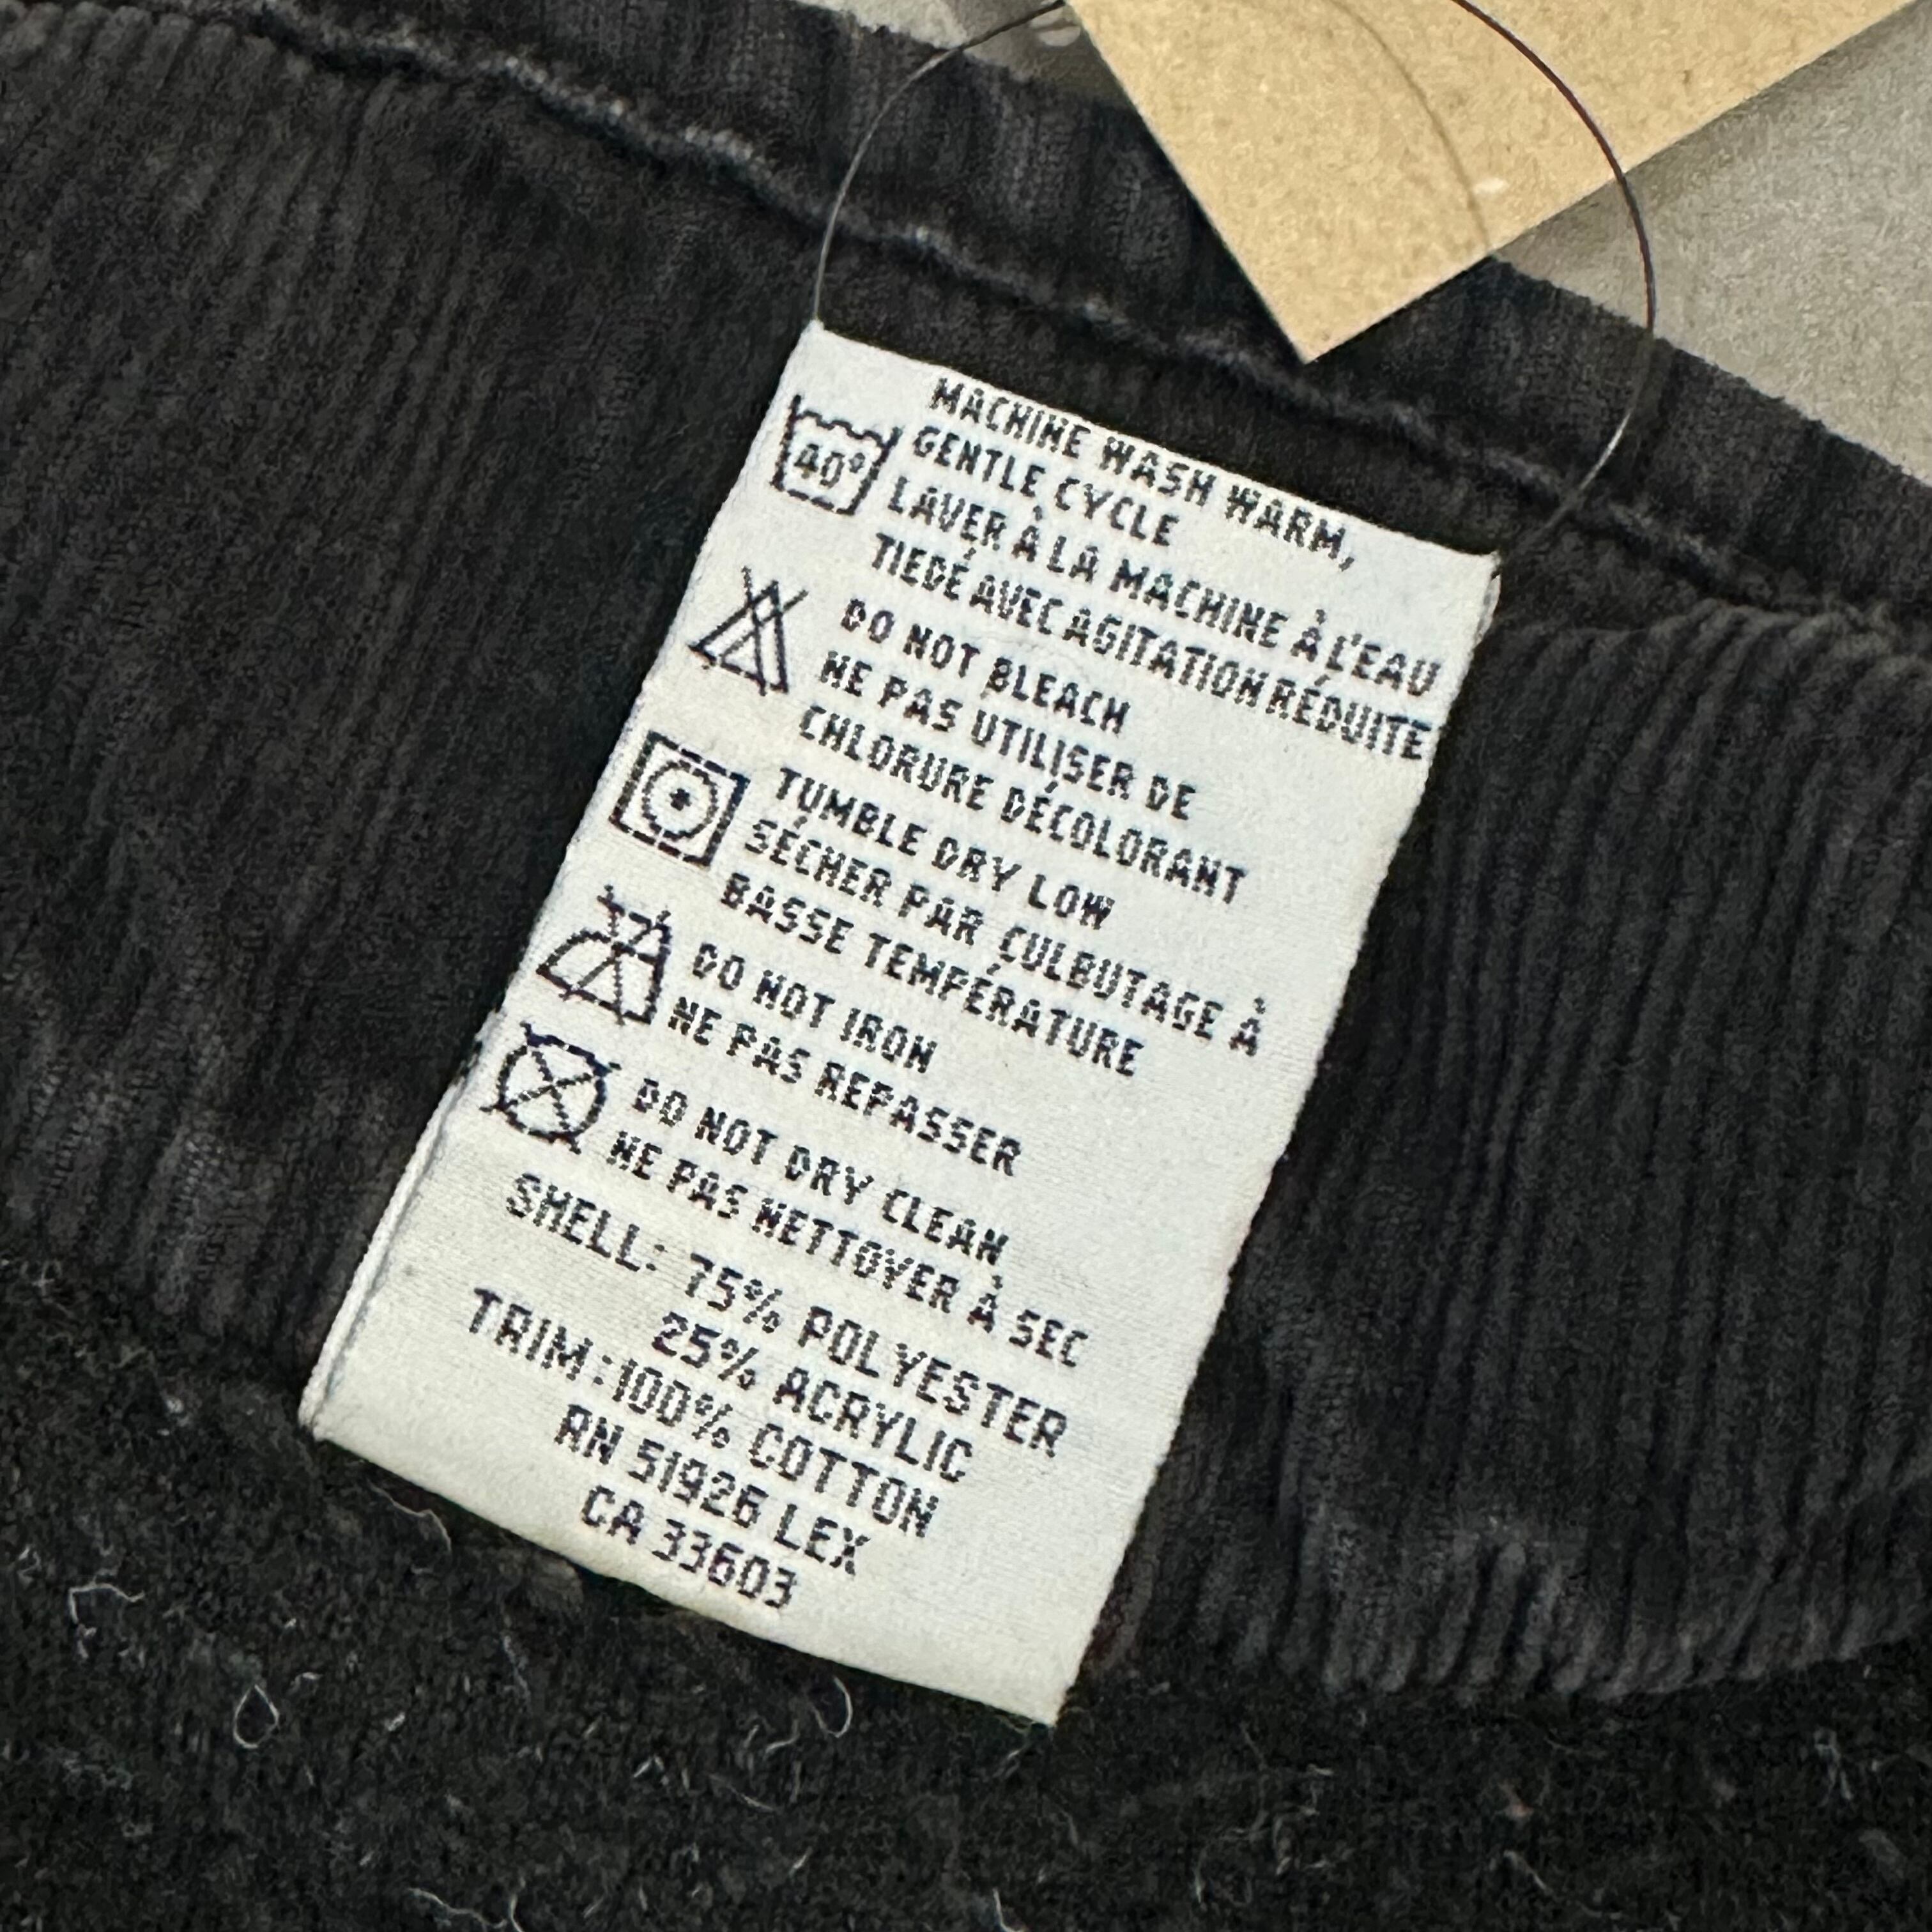 MACHINE WASH WARM,
40° GENTLE CYCLE
LAVER À LA MACHINE À L'EAU
TIEDÉ AVEC AGITATION RÉDUITE
DO NOT BLEACH
NE PAS UTILISER DE
CHLORURE DÉCOLORANT
TUMBLE DRY LOW
SÉCHER PAR CULBUTAGE À
BASSE TEMPÉRATURE
DO NOT IRON
NE PAS REPASSER
DO NOT DRY CLEAN
NE PAS NETTOYER À SEC
SHELL: 75% POLYESTER
25% ACRYLIC
TRIM:100% COTTON
RN 51926 LEX
CA 33603